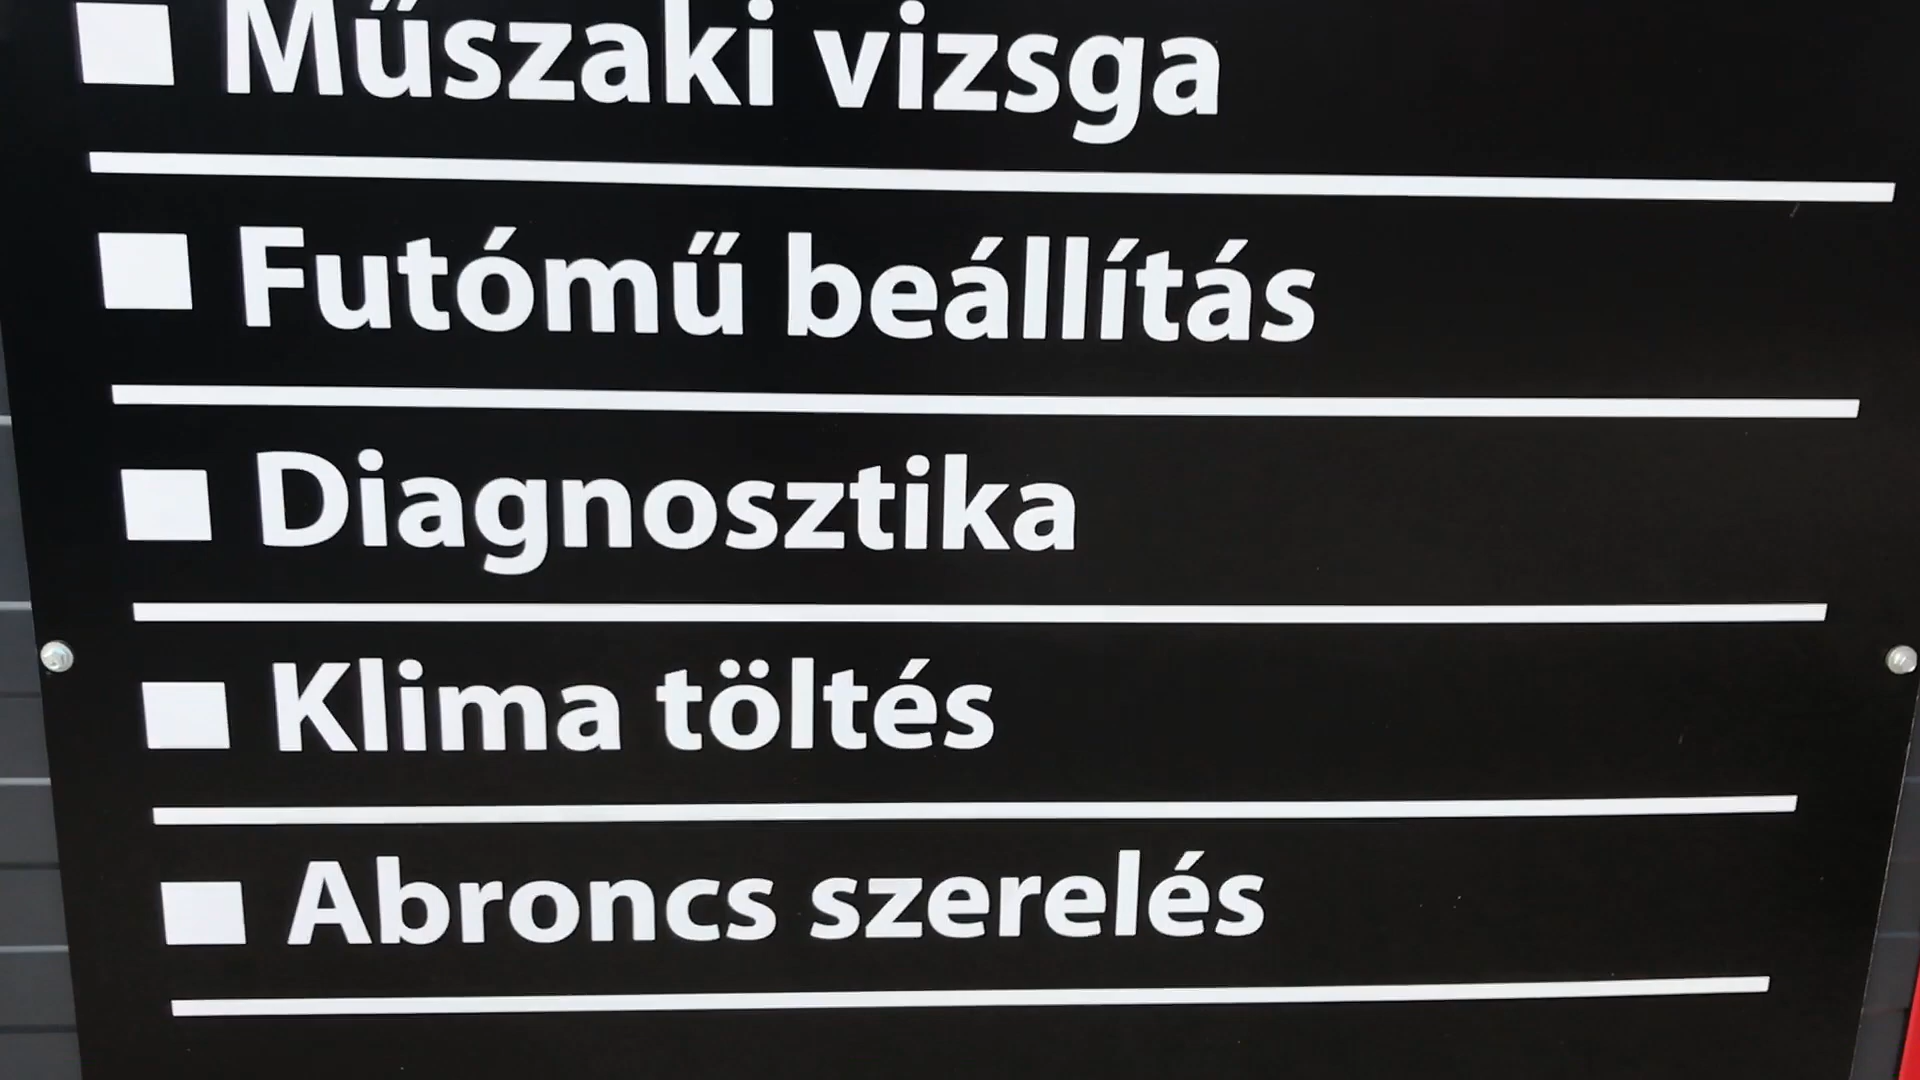 Műszaki vizsga
Futómű beállítás
Diagnosztika
Klima töltés
Abroncs szerelés